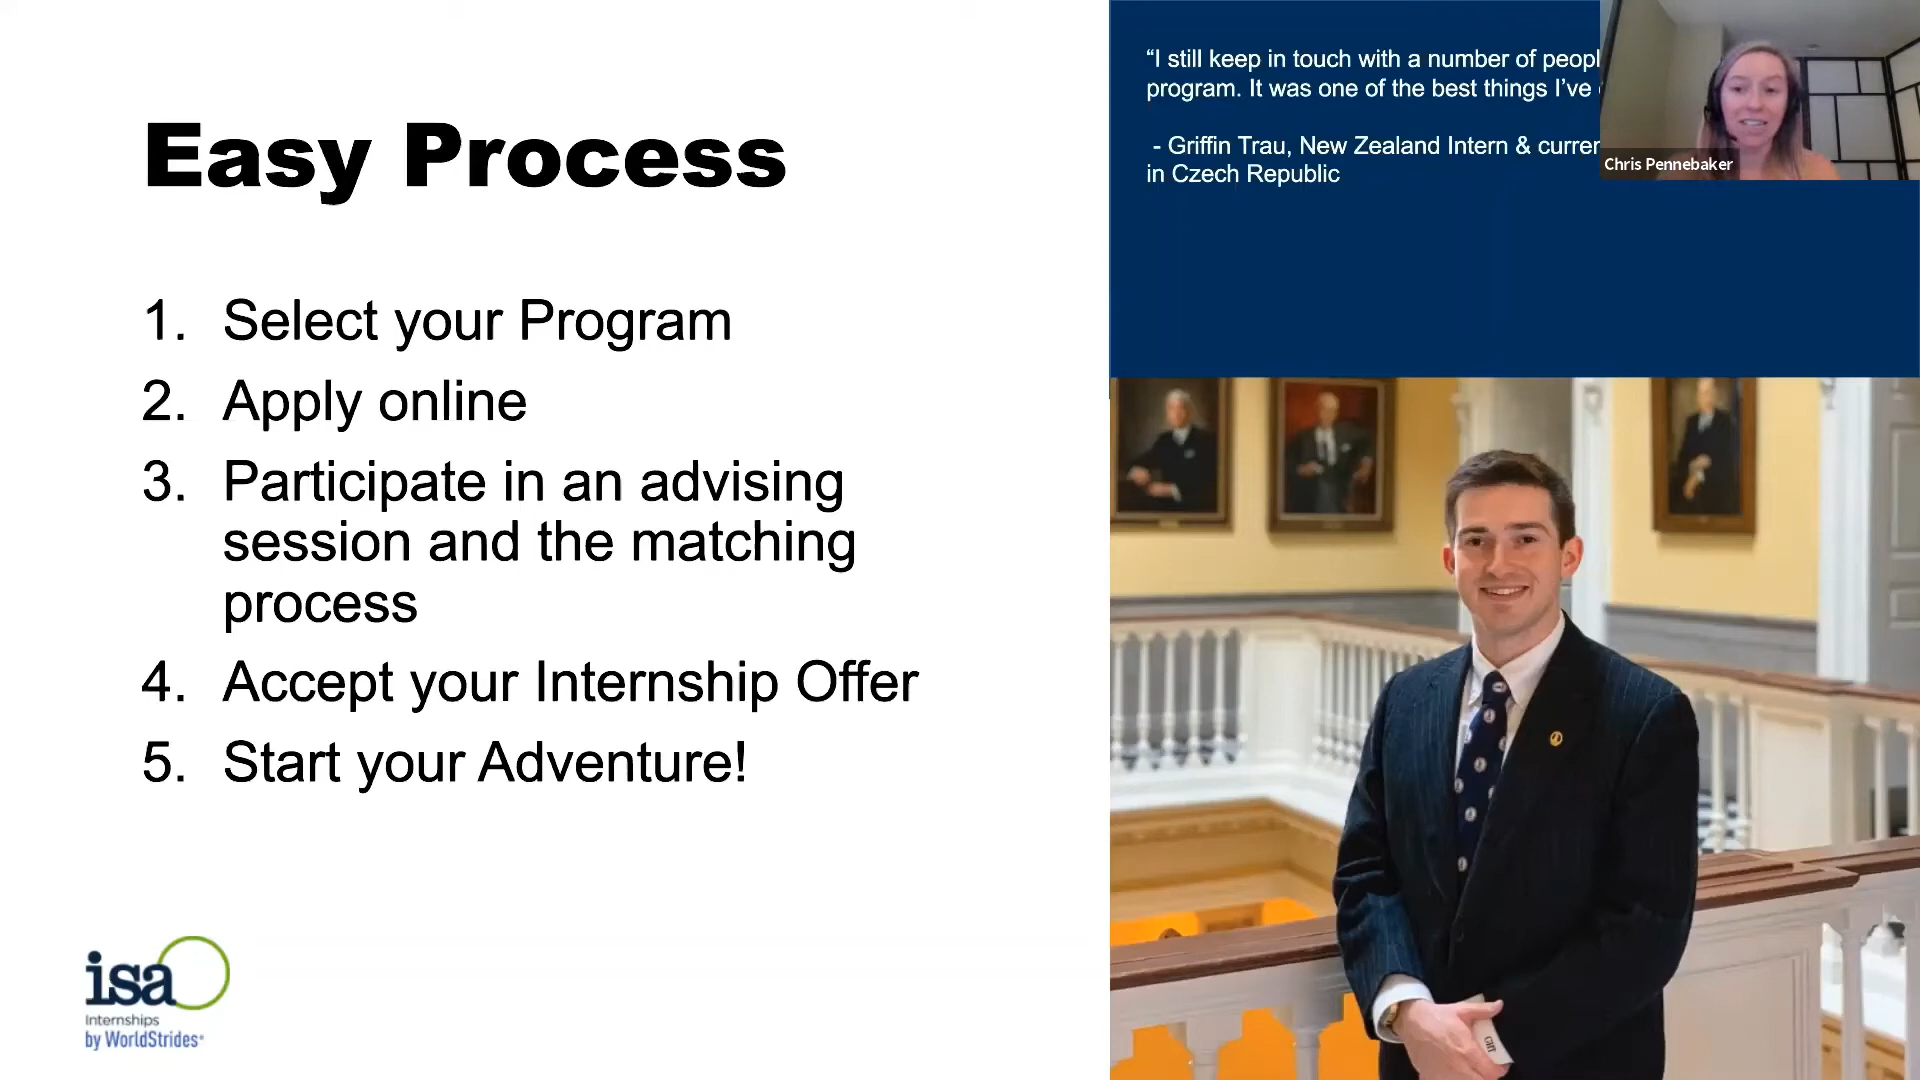 Easy Process
1. Select your Program
2. Apply online
3. Participate in an advising
session and the matching
process
4. Accept your Internship Offer
5. Start your Adventure!
isa
Internships
by WorldStrides®
“I still keep in touch with a number of
program. It was one of the best things I’ve
- Griffin Trau, New Zealand Intern &
in Czech Republic
Chris Pennebaker